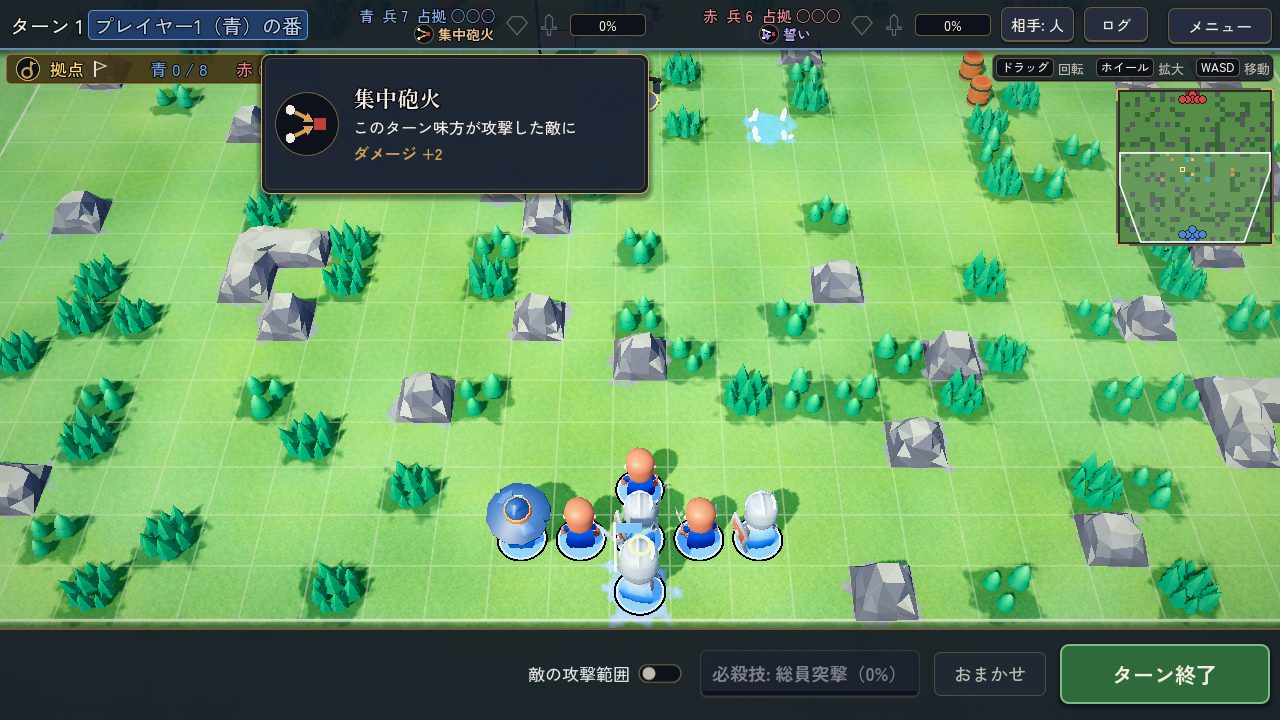 ターン 1 プレイヤー1（青）の番
青 兵 7 占拠 〇〇〇
集中砲火
0%
赤 兵 6 占拠 〇〇〇
誓い
0%
相手: 人
ログ
メニュー
拠点
青 0 / 8
赤
ドラッグ 回転 ホイール 拡大 WASD 移動
集中砲火
このターン味方が攻撃した敵に
ダメージ +2
敵の攻撃範囲
必殺技: 総員突撃（0%）
おまかせ
ターン終了